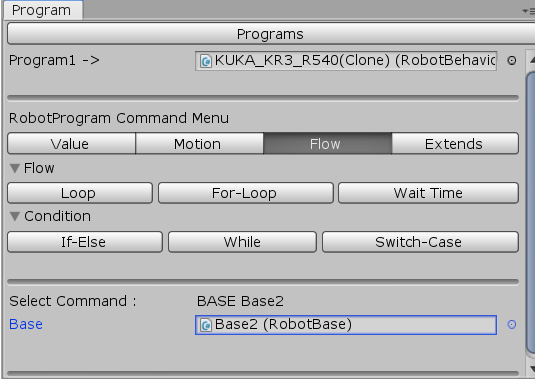 Program
Programs
Program1 -> KUKA_KR3_R540(Clone) (RobotBehavio
RobotProgram Command Menu
Value Motion Flow Extends
Flow
Loop For-Loop Wait Time
Condition
If-Else While Switch-Case
Select Command : BASE Base2
Base Base2 (RobotBase)